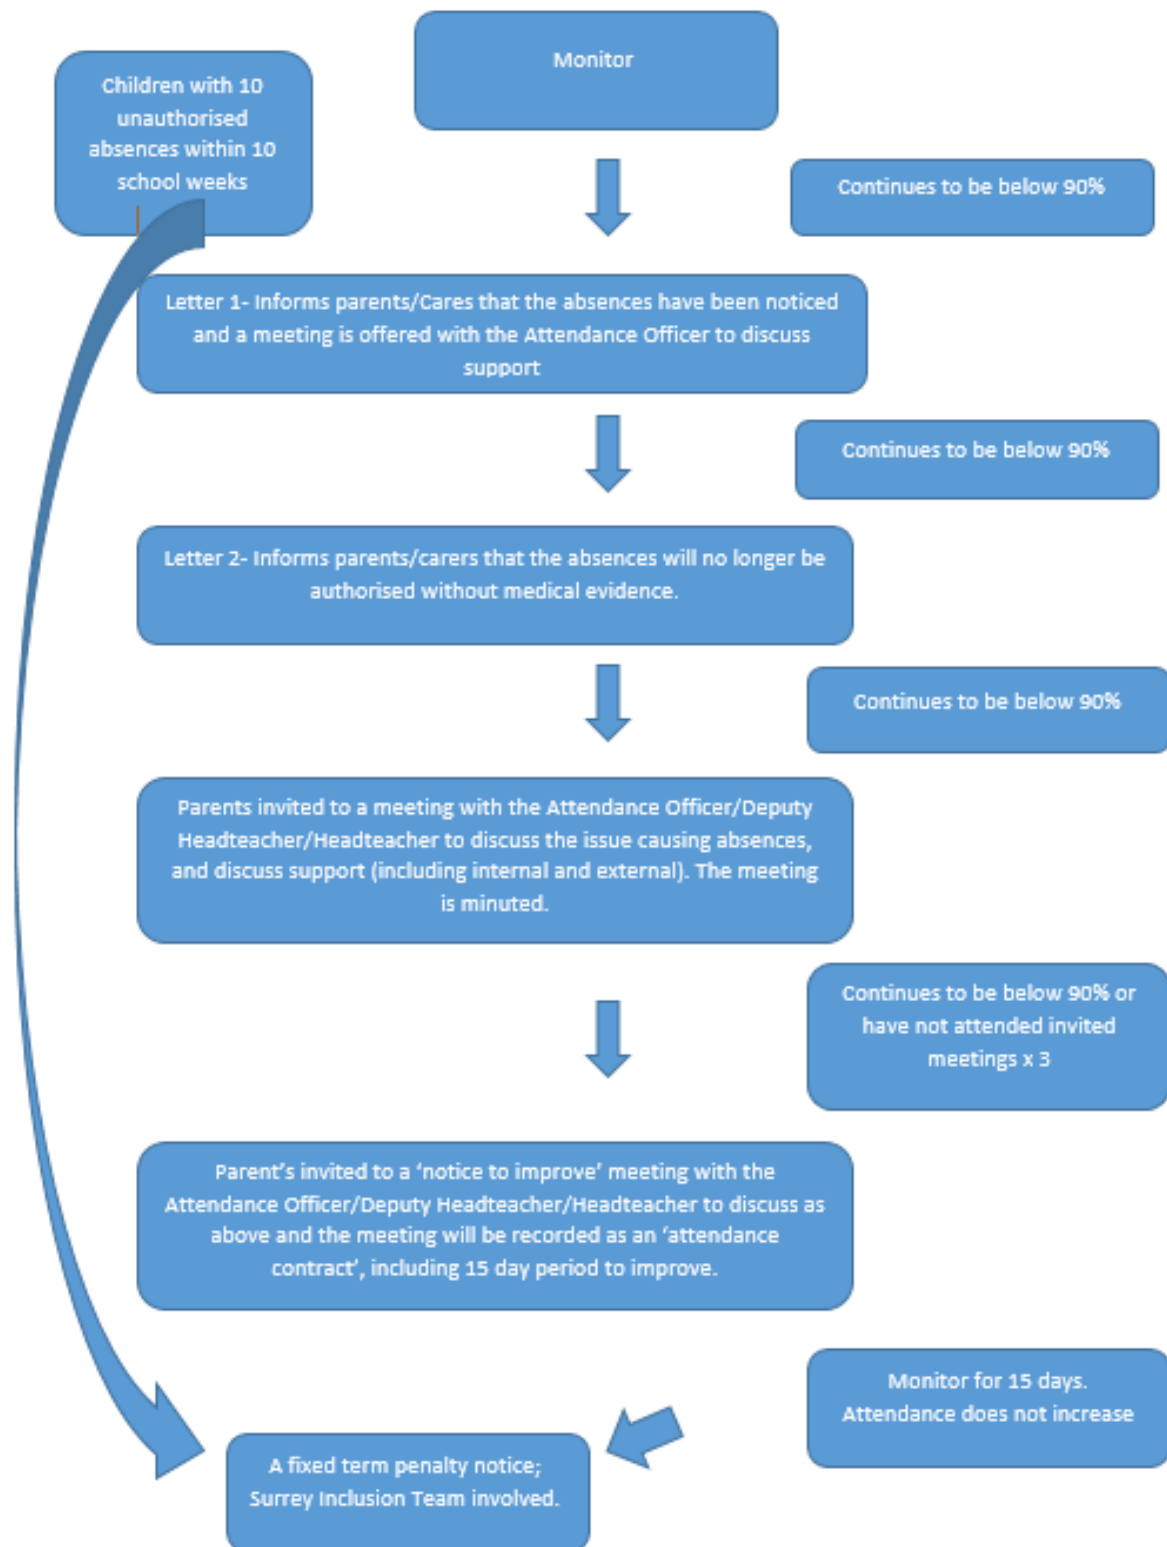 Monitor
Children with 10
unauthorised
absences within 10
school weeks
Continues to be below 90%
Letter 1- Informs parents/Cares that the absences have been noticed
and a meeting is offered with the Attendance Officer to discuss
support
Continues to be below 90%
Letter 2- Informs parents/carers that the absences will no longer be
authorised without medical evidence.
Continues to be below 90%
Parents invited to a meeting with the Attendance Officer/Deputy
Headteacher/Headteacher to discuss the issue causing absences,
and discuss support (including internal and external). The meeting
is minuted.
Continues to be below 90% or
have not attended invited
meetings x 3
Parent’s invited to a ‘notice to improve’ meeting with the
Attendance Officer/Deputy Headteacher/Headteacher to discuss as
above and the meeting will be recorded as an ‘attendance
contract’, including 15 day period to improve.
Monitor for 15 days.
Attendance does not increase
A fixed term penalty notice;
Surrey Inclusion Team involved.